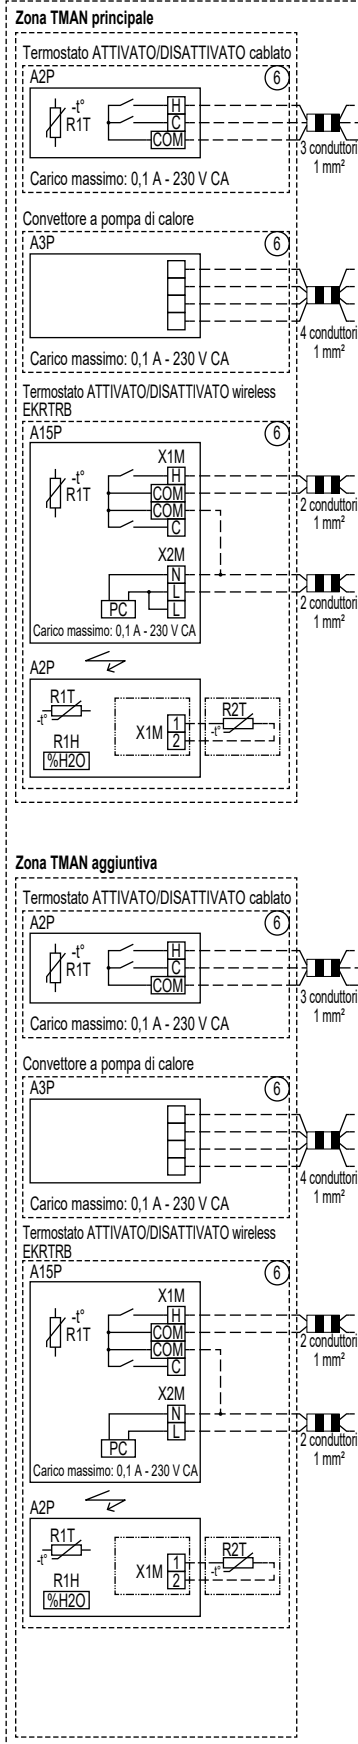 Zona TMAN principale
Termostato ATTIVATO/DISATTIVATO cablato
A2P
6
-t°
R1T
H
C
COM
3 conduttori
1 mm²
Carico massimo: 0,1 A - 230 V CA
Convettore a pompa di calore
A3P
6
4 conduttori
1 mm²
Carico massimo: 0,1 A - 230 V CA
Termostato ATTIVATO/DISATTIVATO wireless
EKRTRB
A15P
6
X1M
-t°
R1T
H
COM
COM
C
2 conduttori
1 mm²
X2M
N
L
L
PC
2 conduttori
1 mm²
Carico massimo: 0,1 A - 230 V CA
A2P
R1T
-t°
R1H
%H2O
X1M
1
2
R2T
-t°
Zona TMAN aggiuntiva
Termostato ATTIVATO/DISATTIVATO cablato
A2P
6
-t°
R1T
H
C
COM
3 conduttori
1 mm²
Carico massimo: 0,1 A - 230 V CA
Convettore a pompa di calore
A3P
6
4 conduttori
1 mm²
Carico massimo: 0,1 A - 230 V CA
Termostato ATTIVATO/DISATTIVATO wireless
EKRTRB
A15P
6
X1M
-t°
R1T
H
COM
COM
C
2 conduttori
1 mm²
X2M
N
L
PC
2 conduttori
1 mm²
Carico massimo: 0,1 A - 230 V CA
A2P
R1T
-t°
R1H
%H2O
X1M
1
2
R2T
-t°